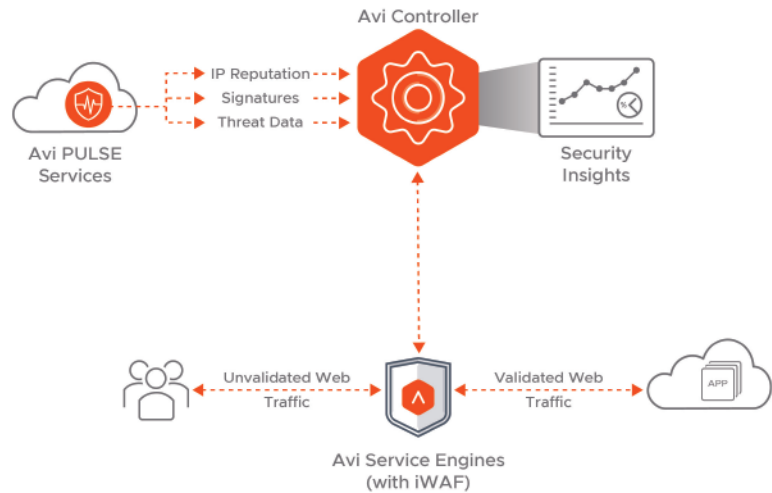 Avi Controller
IP Reputation
Signatures
Threat Data
Avi PULSE
Services
%
Security
Insights
Unvalidated Web
Traffic
Validated Web
Traffic
APP
Avi Service Engines
(with iWAF)